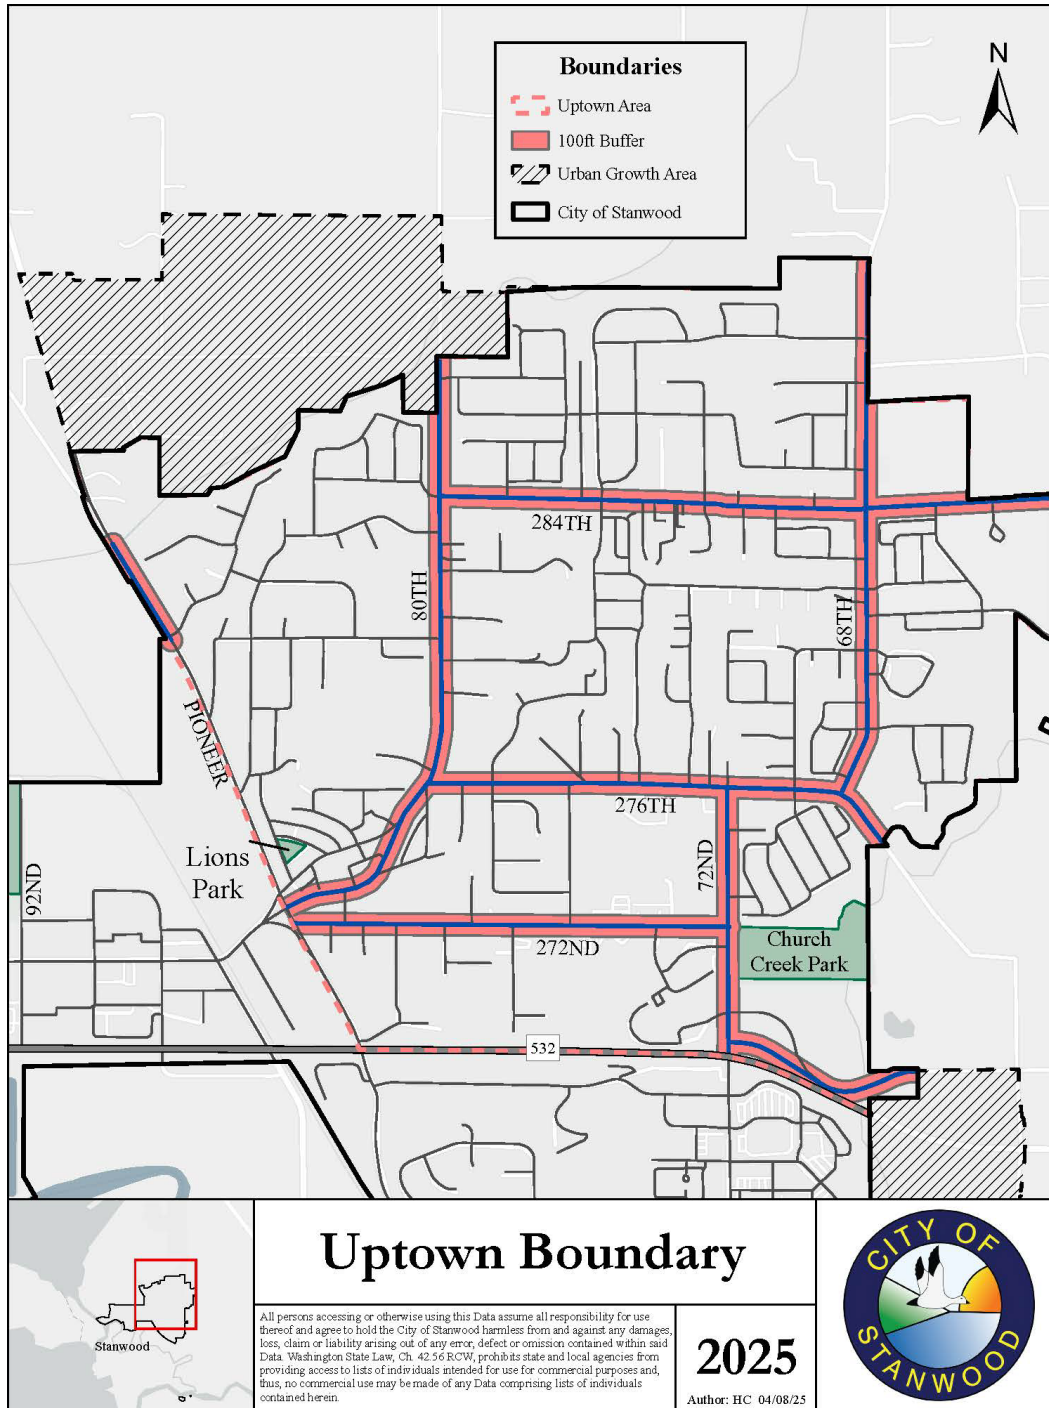 Boundaries
Uptown Area
100ft Buffer
Urban Growth Area
City of Stanwood
N
284TH
80TH
68TH
PIONEER
276TH
Lions
Park
92ND
72ND
272ND
Church
Creek Park
532
Stanwood
Uptown Boundary
All persons accessing or otherwise using this Data assume all responsibility for use
thereof and agree to hold the City of Stanwood harmless from and against any damages,
loss, claim or liability arising out of any error, defect or omission contained within said
Data. Washington State Law, Ch. 42.56 RCW, prohibits state and local agencies from
providing access to lists of individuals intended for use for commercial purposes and,
thus, no commercial use may be made of any Data comprising lists of individuals
contained herein.
2025
Author: HC 04/08/25
CITY OF
STANWOOD